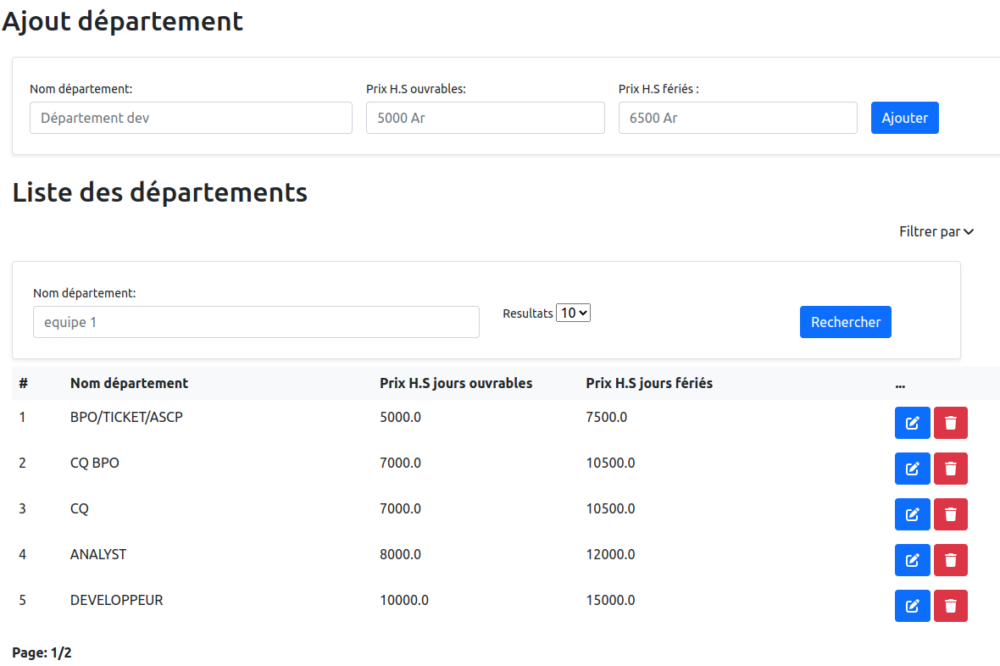 Ajout département
Nom département: Prix H.S ouvrables: Prix H.S fériés :
Département dev 5000 Ar 6500 Ar Ajouter
Liste des départements
Filtrer par
Nom département:
equipe 1 Resultats 10 Rechercher
# Nom département Prix H.S jours ouvrables Prix H.S jours fériés ...
1 BPO/TICKET/ASCP 5000.0 7500.0
2 CQ BPO 7000.0 10500.0
3 CQ 7000.0 10500.0
4 ANALYST 8000.0 12000.0
5 DEVELOPPEUR 10000.0 15000.0
Page: 1/2